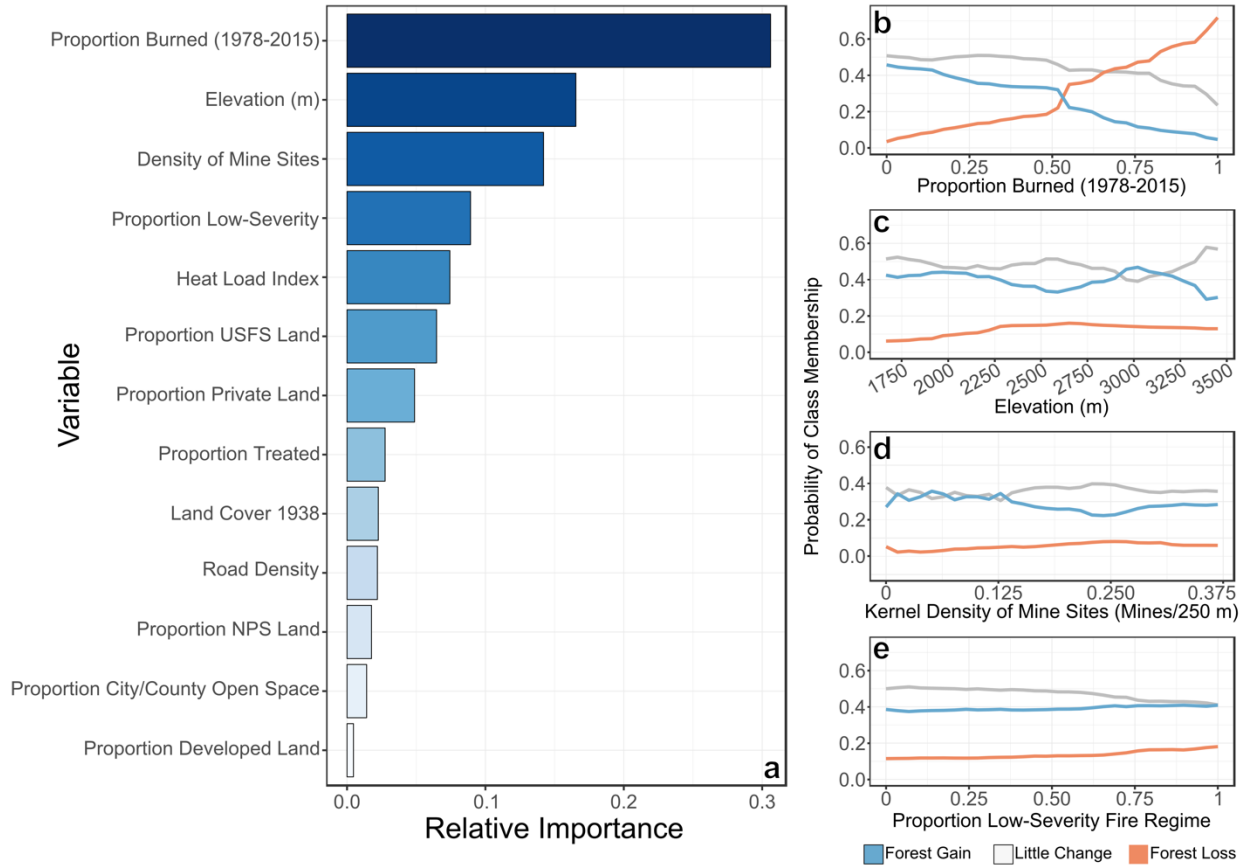 Variable
Proportion Burned (1978-2015)
Elevation (m)
Density of Mine Sites
Proportion Low-Severity
Heat Load Index
Proportion USFS Land
Proportion Private Land
Proportion Treated
Land Cover 1938
Road Density
Proportion NPS Land
Proportion City/County Open Space
Proportion Developed Land
a
0.0 0.1 0.2 0.3
Relative Importance
Probability of Class Membership
b
0.6
0.4
0.2
0.0
0 0.25 0.50 0.75 1
Proportion Burned (1978-2015)
c
0.6
0.4
0.2
0.0
1750 2000 2250 2500 2750 3000 3250 3500
Elevation (m)
d
0.6
0.4
0.2
0.0
0 0.125 0.250 0.375
Kernel Density of Mine Sites (Mines/250 m)
e
0.6
0.4
0.2
0.0
0 0.25 0.50 0.75 1
Proportion Low-Severity Fire Regime
Forest Gain Little Change Forest Loss